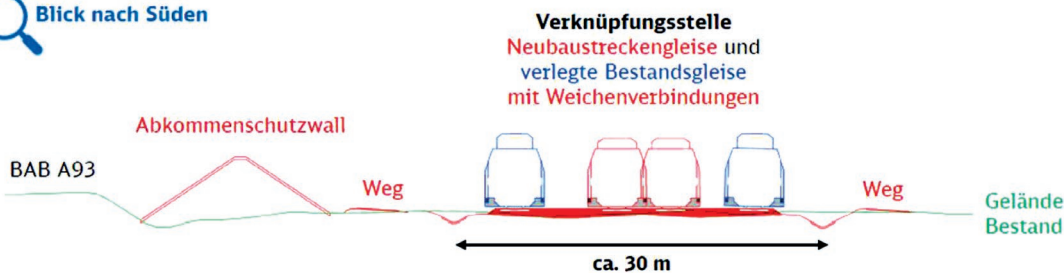 Blick nach Süden
Verknüpfungsstelle
Neubaustreckengleise und
verlegte Bestandsgleise
mit Weichenverbindungen
Abkommenschutzwall
BAB A93
Weg
Weg
Gelände
Bestand
ca. 30 m